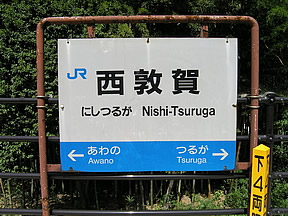 JR
西敦賀
にしつるが Nishi-Tsuruga
あわの つるが
Awano Tsuruga
下4両